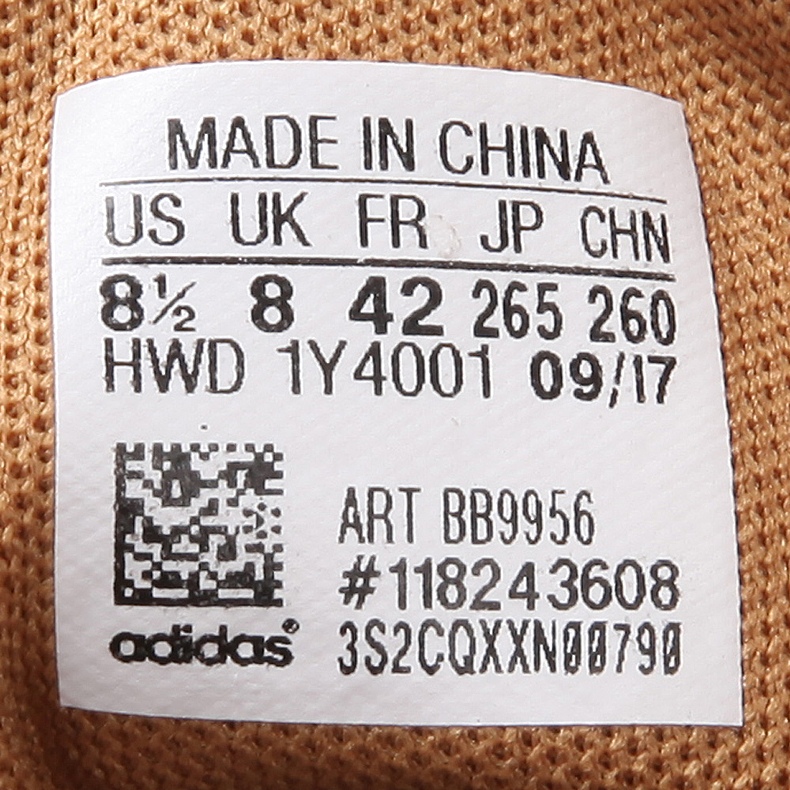 MADE IN CHINA
US UK FR JP CHN
8½ 8 42 265 260
HWD 1Y4001 09/17
ART BB9956
#118243608
adidas® 3S2CQXXN00790